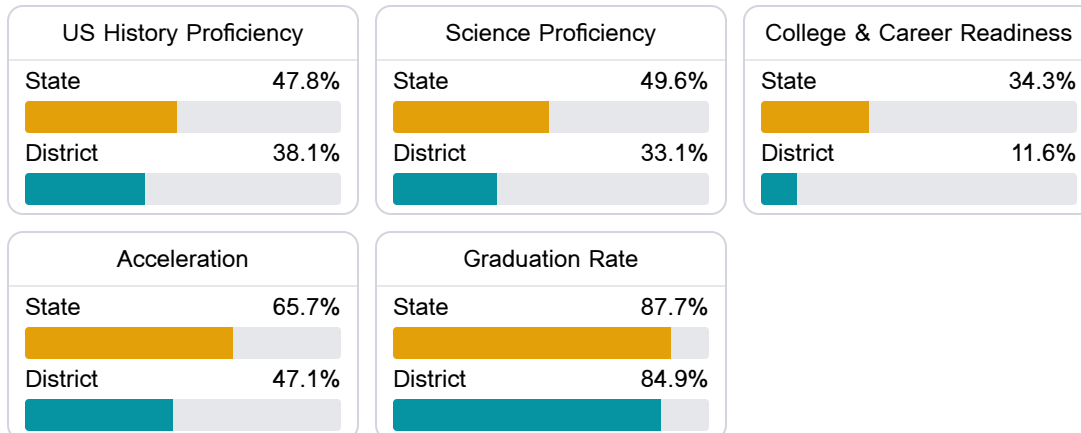 US History Proficiency
State 47.8%
District 38.1%
Science Proficiency
State 49.6%
District 33.1%
College & Career Readiness
State 34.3%
District 11.6%
Acceleration
State 65.7%
District 47.1%
Graduation Rate
State 87.7%
District 84.9%